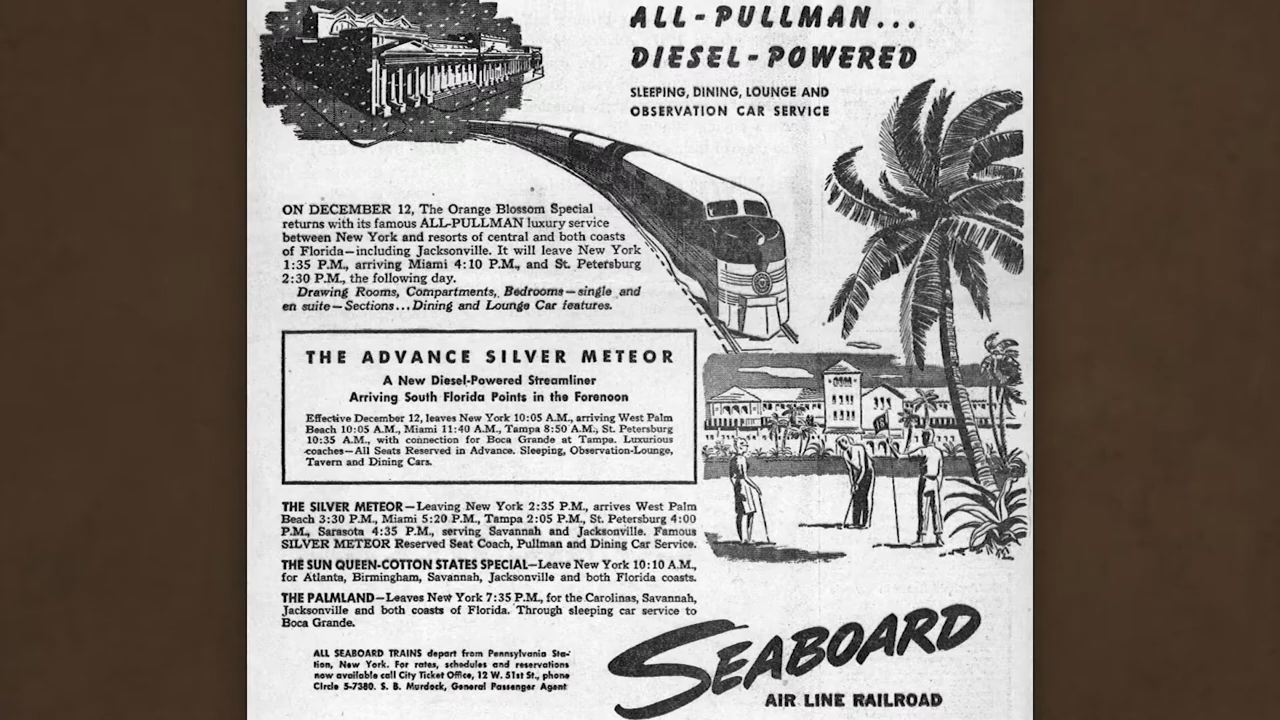 ALL-PULLMAN...
DIESEL-POWERED
SLEEPING, DINING, LOUNGE AND
OBSERVATION CAR SERVICE
ON DECEMBER 12, The Orange Blossom Special
returns with its famous ALL-PULLMAN luxury service
between New York and resorts of central and both coasts
of Florida—including Jacksonville. It will leave New York
1:35 P.M., arriving Miami 4:10 P.M., and St. Petersburg
2:30 P.M., the following day.
Drawing Rooms, Compartments, Bedrooms—single and
en suite—Sections...Dining and Lounge Car features.
THE ADVANCE SILVER METEOR
A New Diesel-Powered Streamliner
Arriving South Florida Points in the Forenoon
Effective December 12, leaves New York 10:05 A.M., arriving West Palm
Beach 10:05 A.M., Miami 11:40 A.M., Tampa 8:50 A.M., St. Petersburg
10:35 A.M., with connection for Boca Grande at Tampa. Luxurious
coaches—All Seats Reserved in Advance. Sleeping, Observation-Lounge,
Tavern and Dining Cars.
THE SILVER METEOR—Leaving New York 2:35 P.M., arrives West Palm
Beach 3:30 P.M., Miami 5:20 P.M., Tampa 2:05 P.M., St. Petersburg 4:00
P.M., Sarasota 4:35 P.M., serving Savannah and Jacksonville. Famous
SILVER METEOR Reserved Seat Coach, Pullman and Dining Car Service.
THE SUN QUEEN-COTTON STATES SPECIAL—Leave New York 10:10 A.M.,
for Atlanta, Birmingham, Savannah, Jacksonville and both Florida coasts.
THE PALMLAND—Leaves New York 7:35 P.M., for the Carolinas, Savannah,
Jacksonville and both coasts of Florida. Through sleeping car service to
Boca Grande.
ALL SEABOARD TRAINS depart from Pennsylvania Sta-
tion, New York. For rates, schedules and reservations
now available call City Ticket Office, 12 W. 51st St., phone
CIrcle 5-7380. S. B. Murdock, General Passenger Agent
SEABOARD
AIR LINE RAILROAD